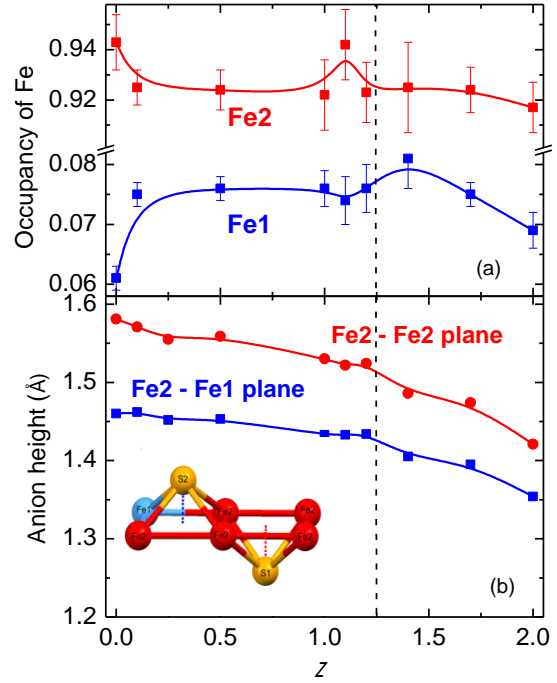 0.94
0.92
0.08
0.07
0.06
Occupancy of Fe
Fe2
Fe1
(a)
1.6
1.5
1.4
1.3
1.2
Anion height (Å)
Fe2 - Fe2 plane
Fe2 - Fe1 plane
S2
Fe1
Fe2
Fe2
Fe2
Fe2
Fe2
S1
(b)
0.0
0.5
1.0
1.5
2.0
z